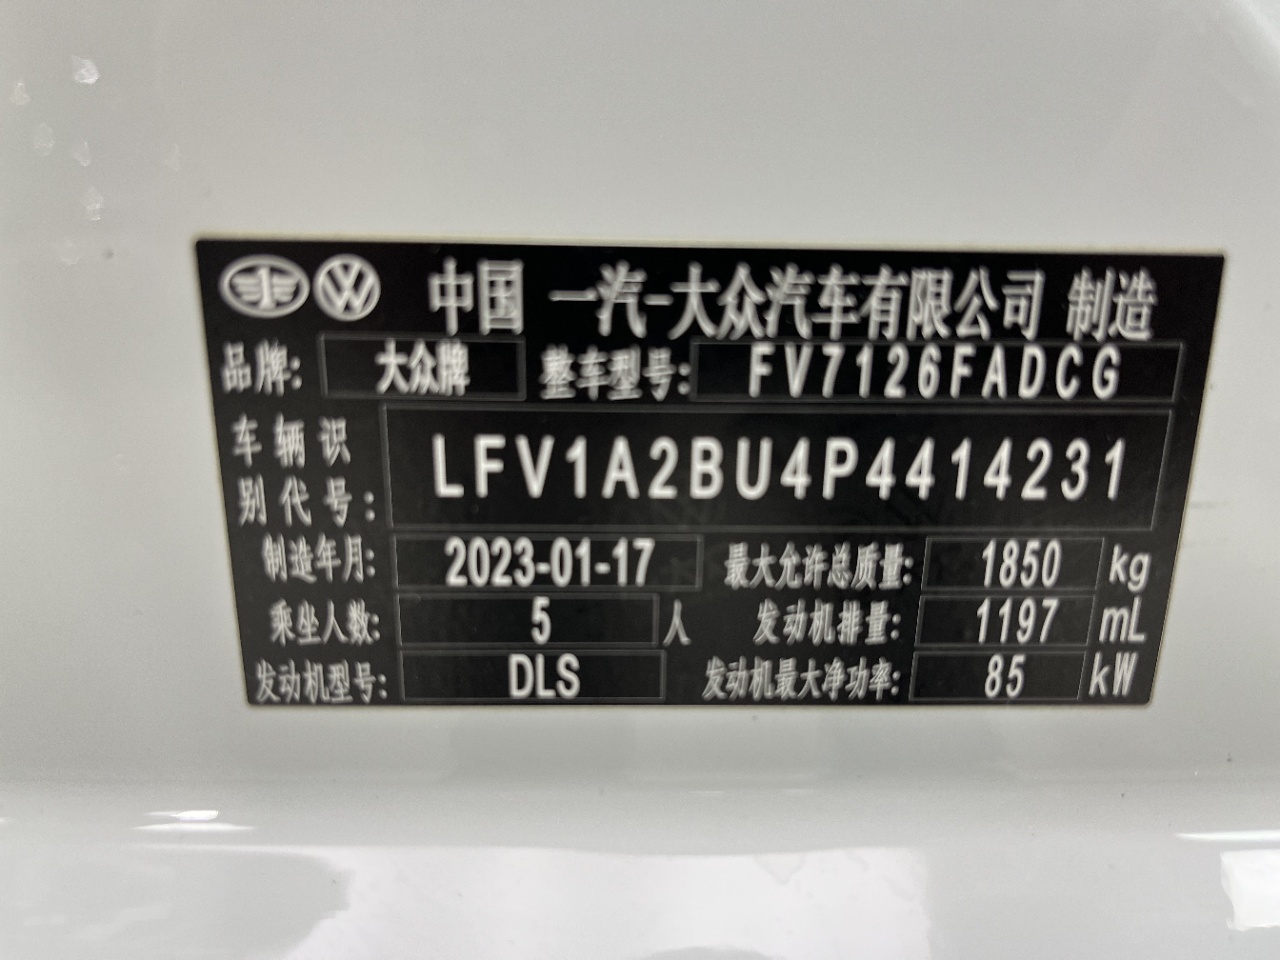 中国 一汽-大众汽车有限公司 制造
品牌: 大众牌 整车型号: FV7126FADCG
车辆识别代号: LFV1A2BU4P4414231
制造年月: 2023-01-17 最大允许总质量: 1850 kg
乘坐人数: 5 人 发动机排量: 1197 mL
发动机型号: DLS 发动机最大净功率: 85 kW